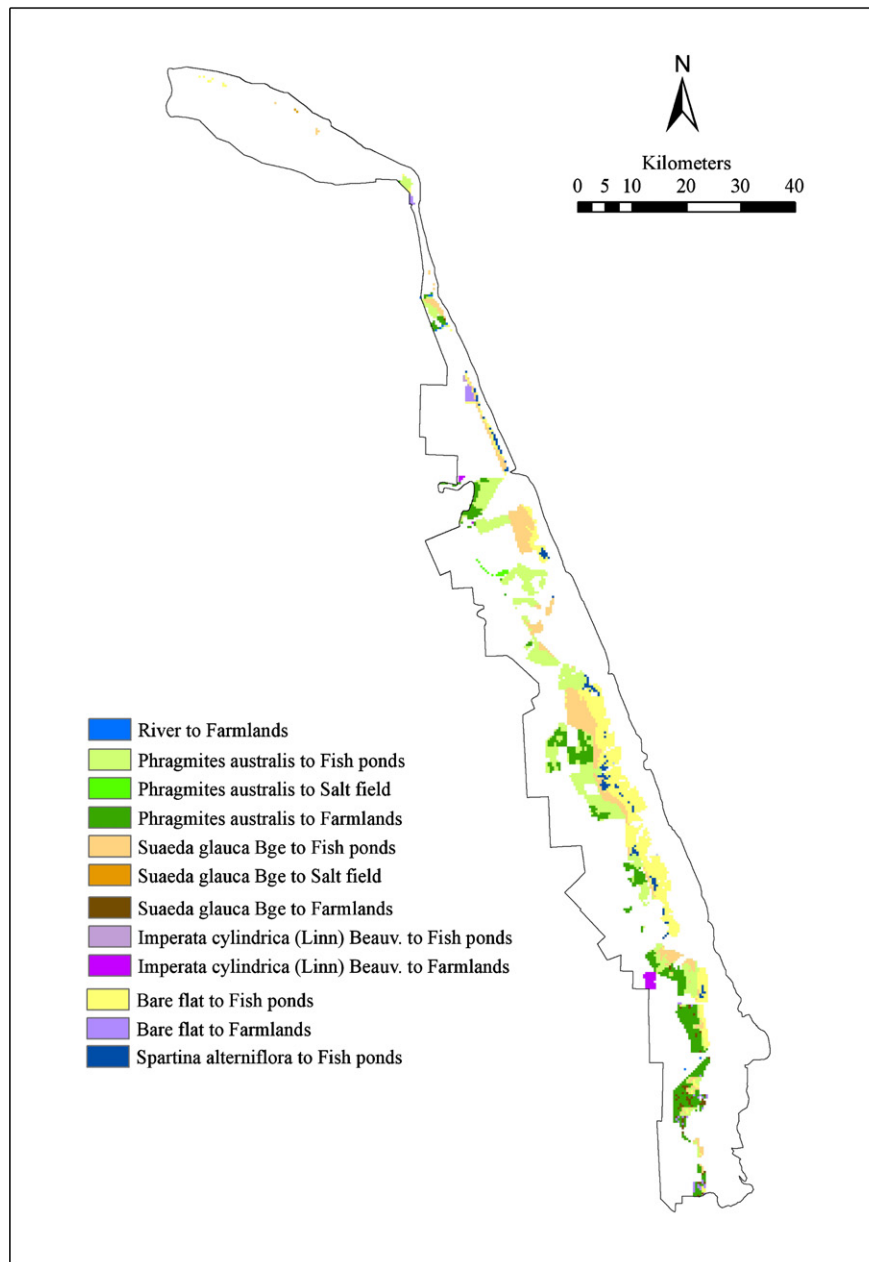 N
Kilometers
0 5 10 20 30 40
River to Farmlands
Phragmites australis to Fish ponds
Phragmites australis to Salt field
Phragmites australis to Farmlands
Suaeda glauca Bge to Fish ponds
Suaeda glauca Bge to Salt field
Suaeda glauca Bge to Farmlands
Imperata cylindrica (Linn) Beauv. to Fish ponds
Imperata cylindrica (Linn) Beauv. to Farmlands
Bare flat to Fish ponds
Bare flat to Farmlands
Spartina alterniflora to Fish ponds